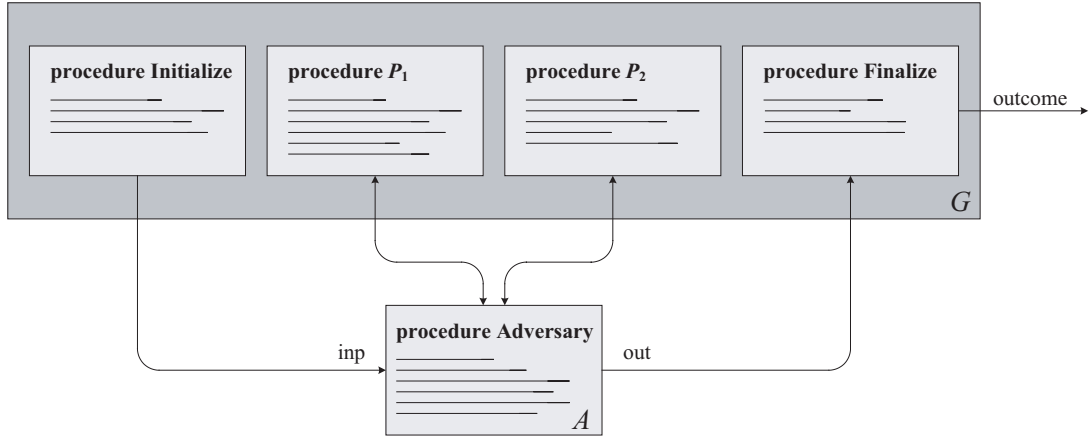 procedure Initialize
procedure P₁
procedure P₂
procedure Finalize
outcome
G
procedure Adversary
inp
out
A